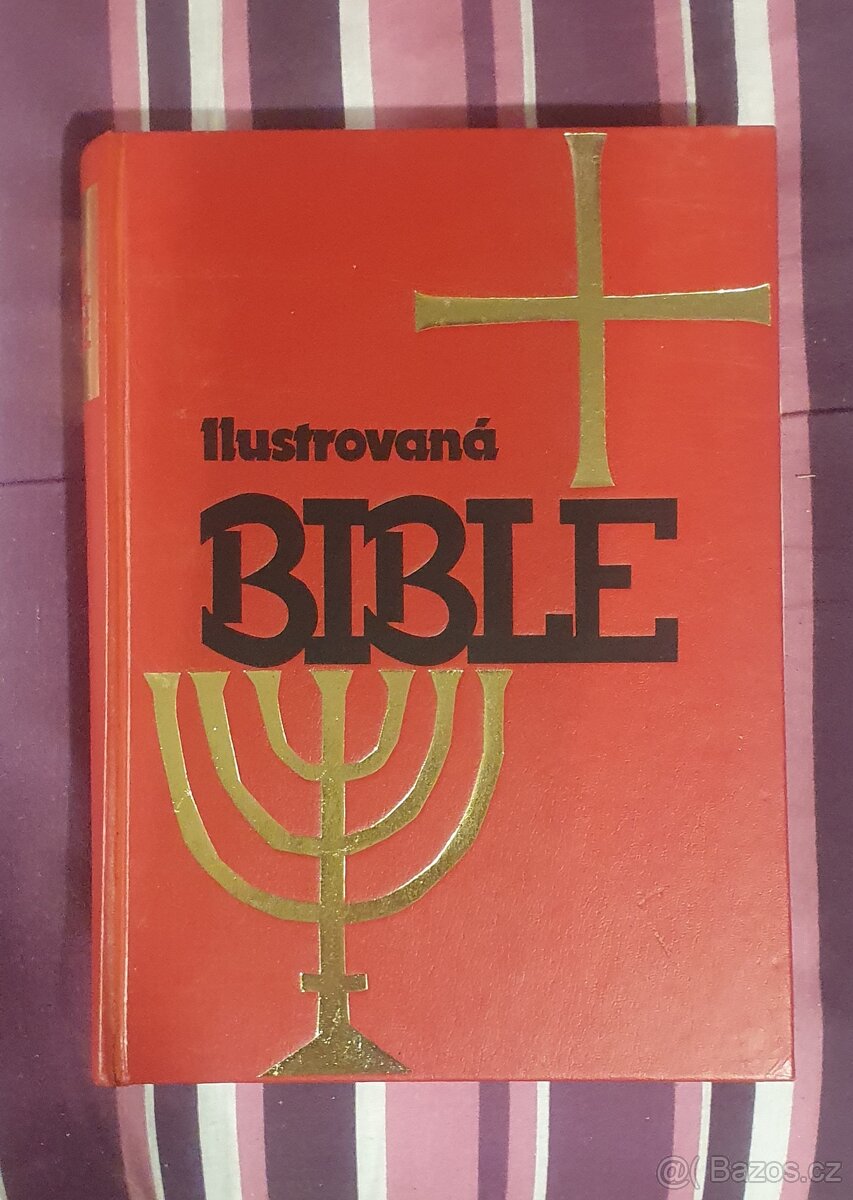 Ilustrovaná
BIBLE
@( Bazos.cz